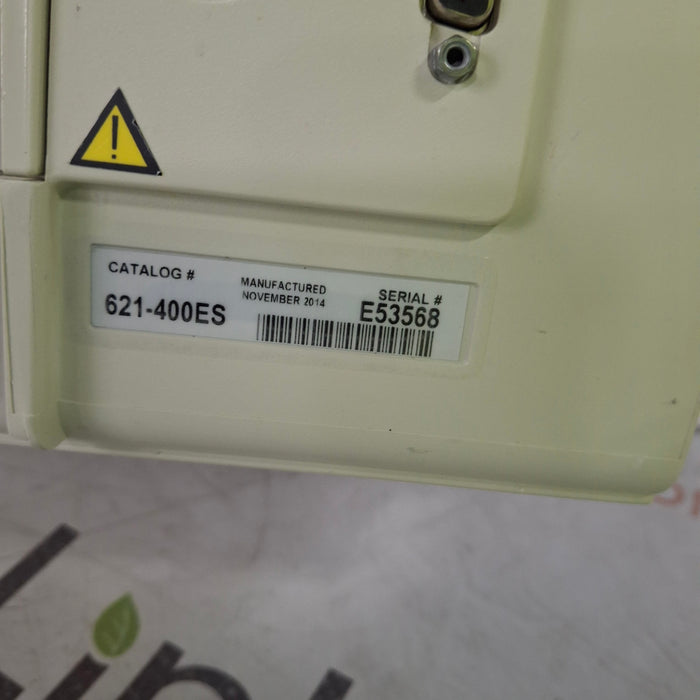 CATALOG #
621-400ES
MANUFACTURED
NOVEMBER 2014
SERIAL #
E53568